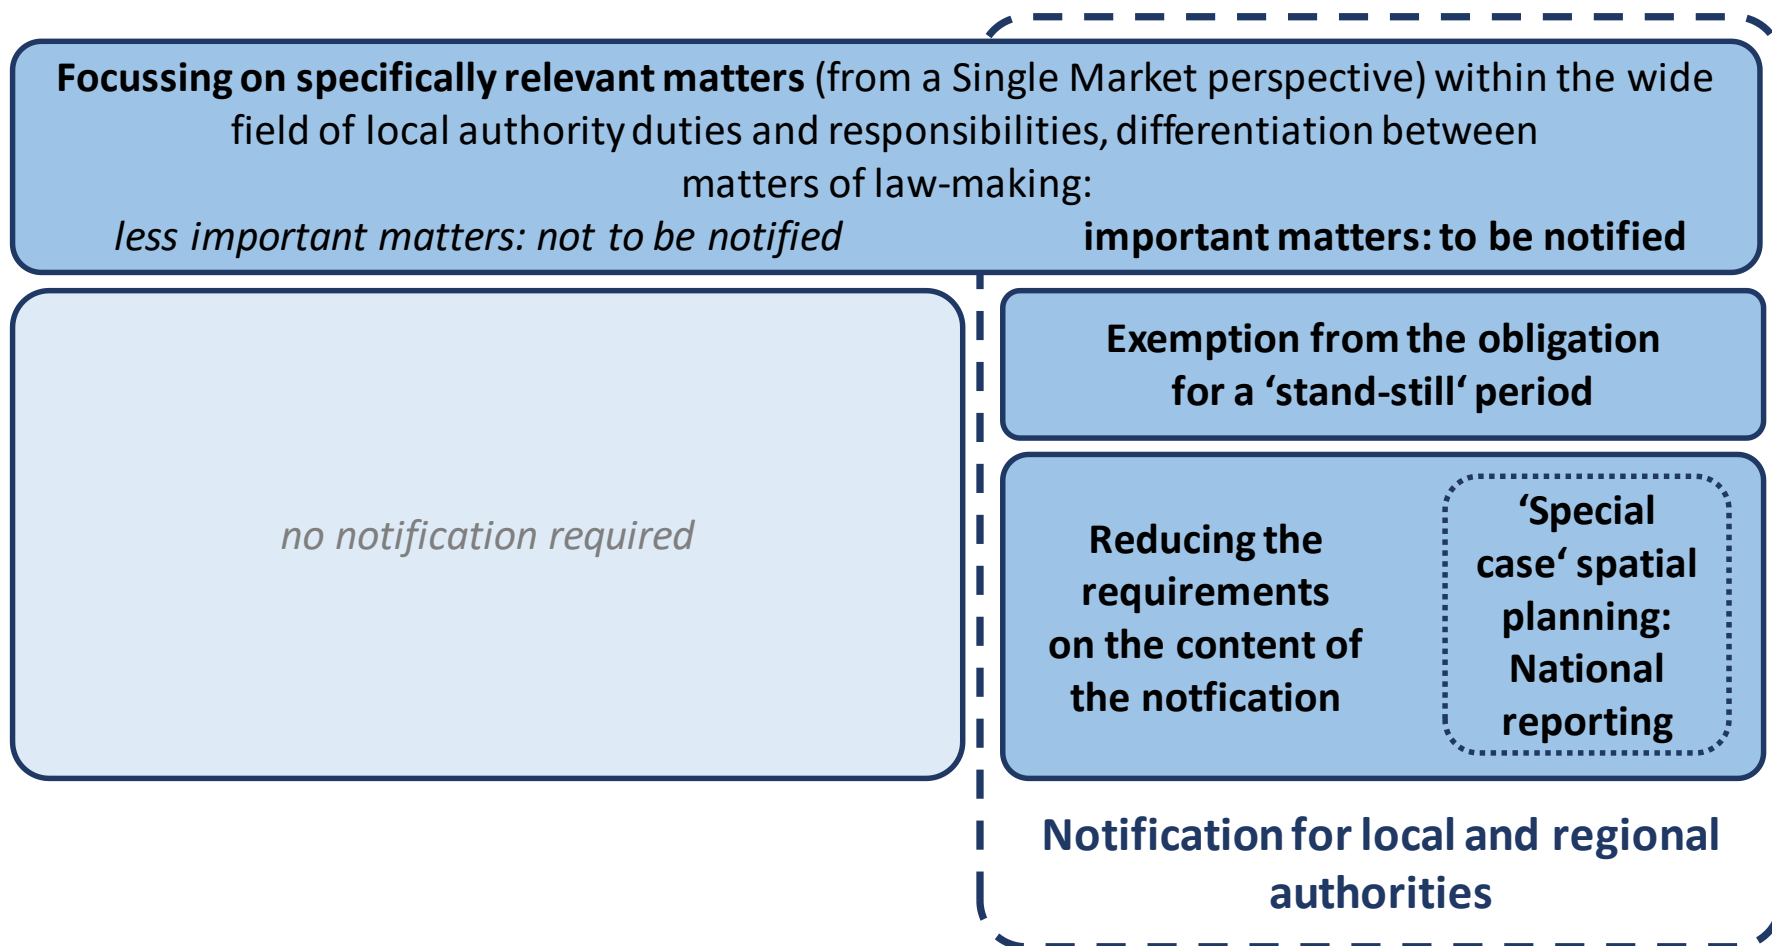 Focussing on specifically relevant matters (from a Single Market perspective) within the wide
field of local authority duties and responsibilities, differentiation between
matters of law-making:
less important matters: not to be notified important matters: to be notified
no notification required
Exemption from the obligation
for a ‘stand-still‘ period
Reducing the
requirements
on the content of
the notfication
‘Special
case‘ spatial
planning:
National
reporting
Notification for local and regional
authorities